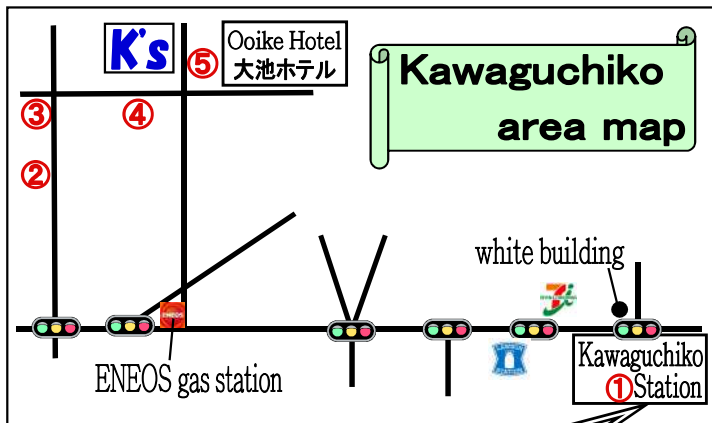 K's
⑤
Ooike Hotel
大池ホテル
Kawaguchiko
area map
③
④
②
white building
7i
ENEOS
ENEOS gas station
Kawaguchiko
①Station